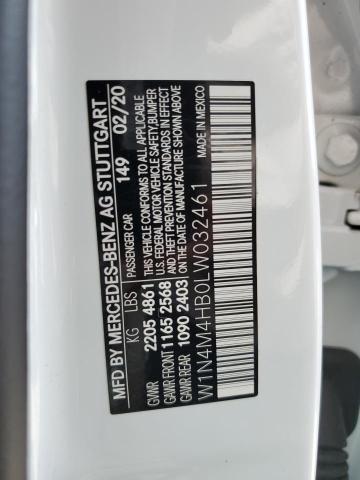 MFD BY MERCEDES-BENZ AG STUTTGART
PASSENGER CAR 149 02/20
KG LBS
GVWR 2205 4861
GAWR FRONT 1165 2568
GAWR REAR 1090 2403
THIS VEHICLE CONFORMS TO ALL APPLICABLE
U.S. FEDERAL MOTOR VEHICLE SAFETY, BUMPER
AND THEFT PREVENTION STANDARDS IN EFFECT
ON THE DATE OF MANUFACTURE SHOWN ABOVE
W1N4M4HB0LW032461
MADE IN MEXICO